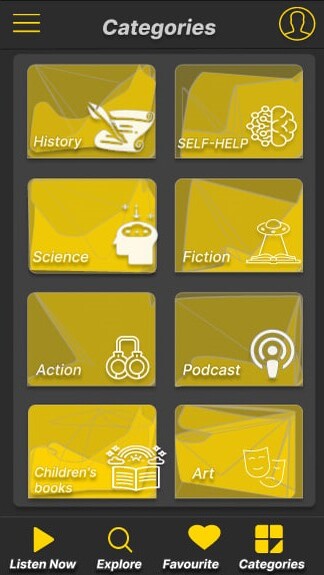 Categories
History
SELF-HELP
Science
Fiction
Action
Podcast
Children's
books
Art
Listen Now
Explore
Favourite
Categories